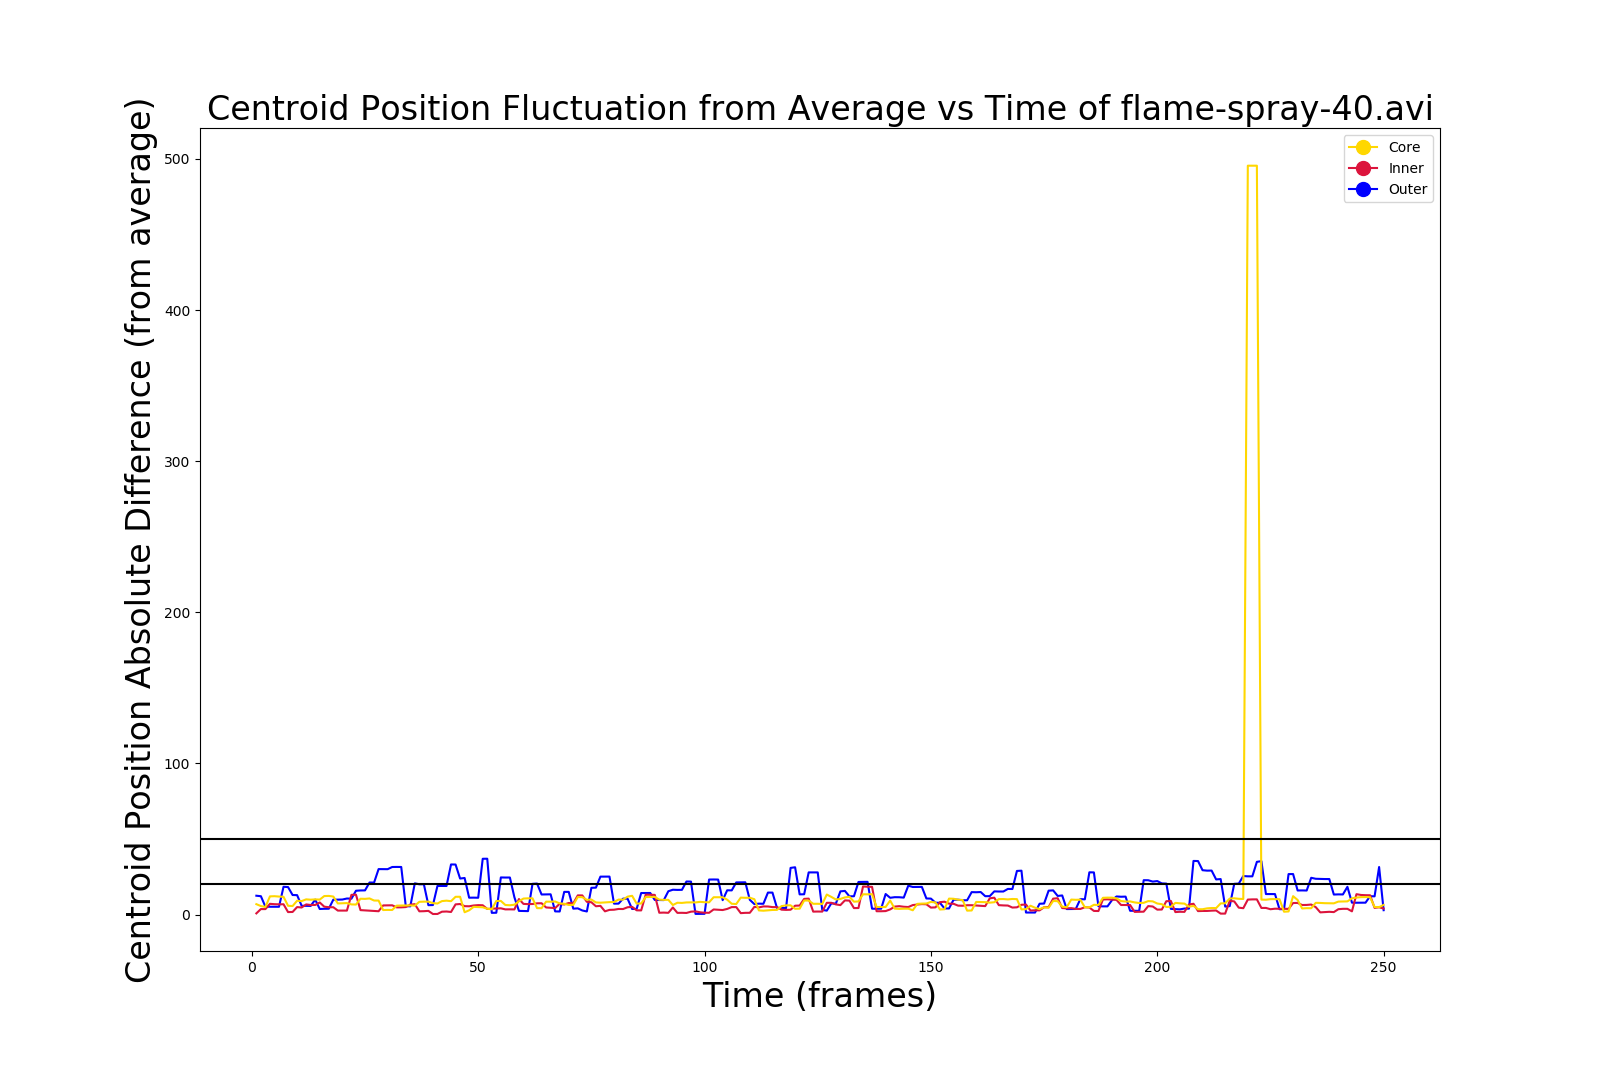 Centroid Position Fluctuation from Average vs Time of flame-spray-40.avi
Centroid Position Absolute Difference (from average)
500
400
300
200
100
0
Core
Inner
Outer
0 50 100 150 200 250
Time (frames)